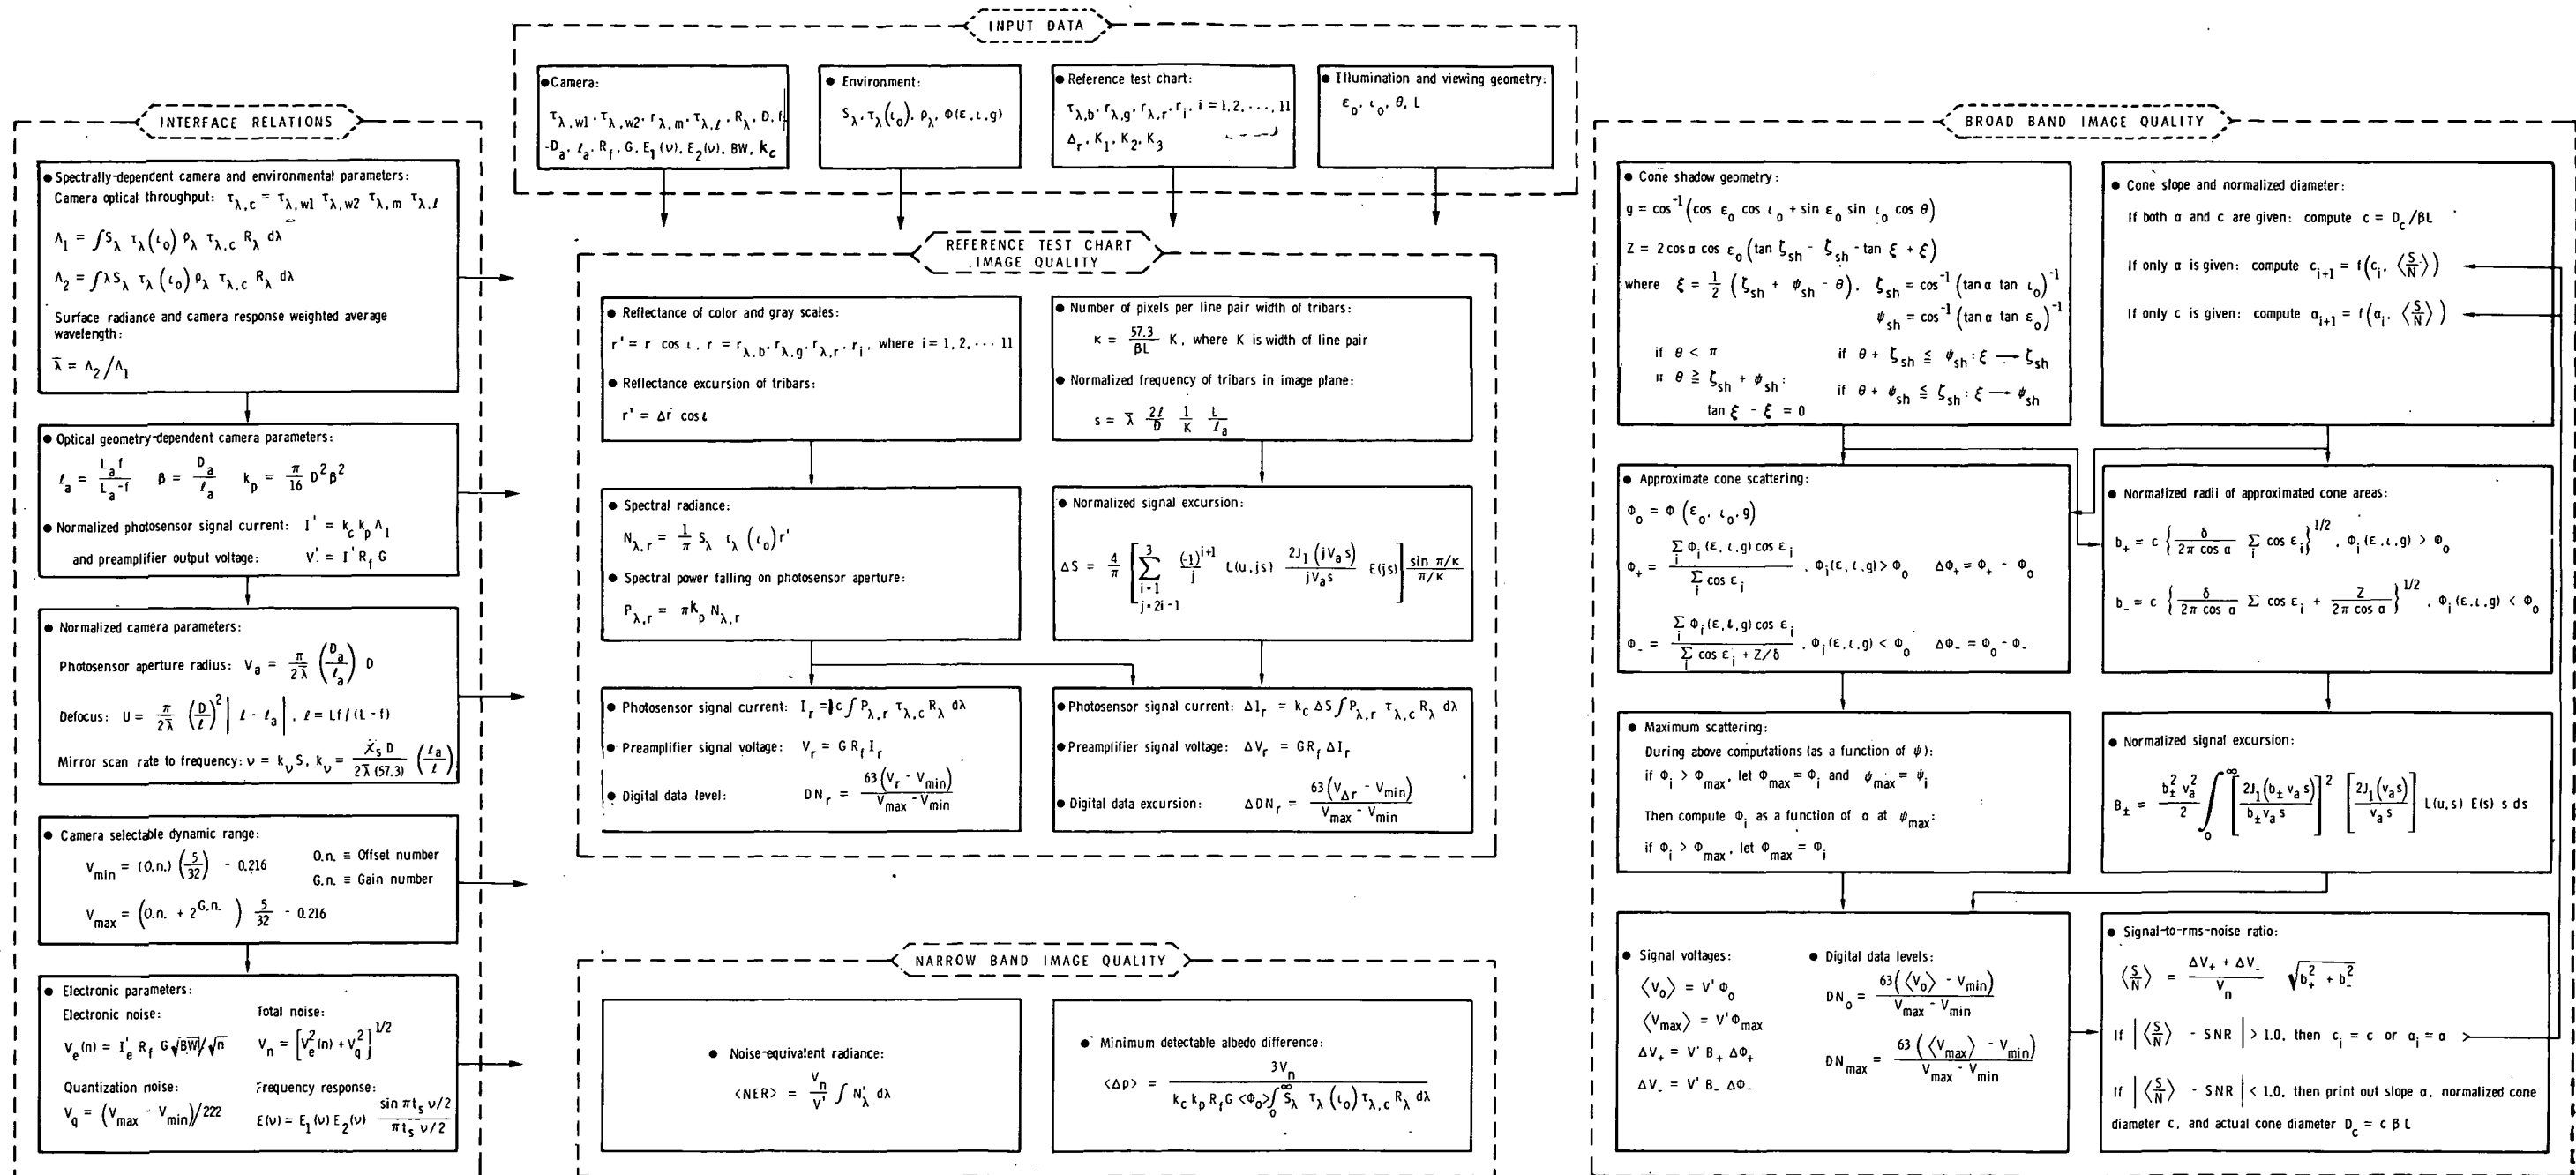 INPUT DATA
● Camera:
τλ,w1, τλ,w2, rλ,m, τλ,ℓ, Rλ, D, f,
-Da, ℓa, Rf, G, E1(ν), E2(ν), BW, kc
● Environment:
Sλ, τλ(ι0), ρλ, Φ(ε,ι,g)
● Reference test chart:
τλ,b, rλ,g, rλ,r, ri, i = 1,2, ···, 11
Δr, K1, K2, K3
● Illumination and viewing geometry:
ε0, ι0, θ, L
INTERFACE RELATIONS
● Spectrally-dependent camera and environmental parameters:
Camera optical throughput: τλ,c = τλ,w1 τλ,w2 τλ,m τλ,ℓ
Λ1 = ∫Sλ τλ(ι0) ρλ τλ,c Rλ dλ
Λ2 = ∫λSλ τλ(ι0) ρλ τλ,c Rλ dλ
Surface radiance and camera response weighted average
wavelength:
λ̄ = Λ2/Λ1
● Optical geometry-dependent camera parameters:
ℓa = La f / (La-f)   β = Da/ℓa   kp = π/16 D²β²
● Normalized photosensor signal current: I' = kc kp Λ1
and preamplifier output voltage: V' = I' Rf G
● Normalized camera parameters:
Photosensor aperture radius: Va = π/2λ̄ (Da/ℓa) D
Defocus: U = π/2λ̄ (D/ℓ)² |ℓ - ℓa|, ℓ = Lf/(L-f)
Mirror scan rate to frequency: ν = kν S, kν = ẋs D / 2λ̄(57.3) (ℓa/ℓ)
● Camera selectable dynamic range:
Vmin = (O.n.) (5/32) - 0.216   O.n. ≡ Offset number
G.n. ≡ Gain number
Vmax = (O.n. + 2^G.n.) 5/32 - 0.216
● Electronic parameters:
Electronic noise:   Total noise:
Ve(n) = I'e Rf G√BW/√n   Vn = [Ve²(n) + Vq²]^1/2
Quantization noise:   Frequency response:
Vq = (Vmax - Vmin)/222   E(ν) = E1(ν) E2(ν) sin πts ν/2 / πts ν/2
REFERENCE TEST CHART
IMAGE QUALITY
● Reflectance of color and gray scales:
r' = r cos ι, r = rλ,b, rλ,g, rλ,r, ri, where i = 1, 2, ··· 11
● Reflectance excursion of tribars:
r' = Δr cosι
● Number of pixels per line pair width of tribars:
κ = 57.3/βL K, where K is width of line pair
● Normalized frequency of tribars in image plane:
s = λ̄ 2ℓ/D 1/K L/ℓa
● Spectral radiance:
Nλ,r = 1/π Sλ τλ(ι0) r'
● Spectral power falling on photosensor aperture:
Pλ,r = πkp Nλ,r
● Normalized signal excursion:
ΔS = 4/π [Σ (i=1, j=2i-1 to 3) (-1)^i+1/j L(u,js) 2J1(jVas)/jVas E(js)] sin π/κ / π/κ
● Photosensor signal current: Ir = kc ∫Pλ,r τλ,c Rλ dλ
● Preamplifier signal voltage: Vr = G Rf Ir
● Digital data level: DNr = 63(Vr - Vmin) / Vmax - Vmin
● Photosensor signal current: ΔIr = kc ΔS∫Pλ,r τλ,c Rλ dλ
● Preamplifier signal voltage: ΔVr = GRf ΔIr
● Digital data excursion: ΔDNr = 63(VΔr - Vmin) / Vmax - Vmin
NARROW BAND IMAGE QUALITY
● Noise-equivalent radiance:
<NER> = Vn/V' ∫ N'λ dλ
● Minimum detectable albedo difference:
<Δρ> = 3Vn / kc kp Rf G <Φ0>∫0^∞ Sλ τλ(ι0) τλ,c Rλ dλ
BROAD BAND IMAGE QUALITY
● Cone shadow geometry:
g = cos⁻¹(cos ε0 cos ι0 + sin ε0 sin ι0 cos θ)
Z = 2 cos α cos ε0 (tan ζsh - ζsh - tan ξ + ξ)
where ξ = 1/2 (ζsh + ψsh - θ), ζsh = cos⁻¹ (tan α tan ι0)⁻¹
ψsh = cos⁻¹ (tan α tan ε0)⁻¹
if θ < π   if θ + ζsh ≦ ψsh : ξ → ζsh
θ ≧ ζsh + ψsh:   if θ + ψsh ≦ ζsh : ξ → ψsh
tan ξ - ξ = 0
● Cone slope and normalized diameter:
If both α and c are given: compute c = Dc/βL
If only α is given: compute ci+1 = f(ci, ⟨S/N⟩)
If only c is given: compute αi+1 = f(αi, ⟨S/N⟩)
● Approximate cone scattering:
Φ0 = Φ (ε0, ι0, g)
Φ+ = Σi Φi(ε,ι,g) cos εi / Σi cos εi, Φi(ε,ι,g) > Φ0   ΔΦ+ = Φ+ - Φ0
Φ- = Σi Φi(ε,ι,g) cos εi / Σi cos εi + Z/δ, Φi(ε,ι,g) < Φ0   ΔΦ- = Φ0 - Φ-
● Normalized radii of approximated cone areas:
b+ = c {δ/2π cos α Σi cos εi}^1/2, Φi(ε,ι,g) > Φ0
b- = c {δ/2π cos α Σ cos εi + Z/2π cos α}^1/2, Φi(ε,ι,g) < Φ0
● Maximum scattering:
During above computations (as a function of ψ):
if Φi > Φmax, let Φmax = Φi and ψmax = ψi
Then compute Φi as a function of α at ψmax:
if Φi > Φmax, let Φmax = Φi
● Normalized signal excursion:
B± = b±² va²/2 ∫0^∞ [2J1(b± va s)/b± va s]² [2J1(va s)/va s] L(u,s) E(s) s ds
● Signal voltages:   ● Digital data levels:
⟨V0⟩ = V' Φ0   DN0 = 63(⟨V0⟩ - Vmin) / Vmax - Vmin
⟨Vmax⟩ = V' Φmax
ΔV+ = V' B+ ΔΦ+   DNmax = 63(⟨Vmax⟩ - Vmin) / Vmax - Vmin
ΔV- = V' B- ΔΦ-
● Signal-to-rms-noise ratio:
⟨S/N⟩ = ΔV+ + ΔV- / Vn √b+² + b-²
If |⟨S/N⟩ - SNR| > 1.0, then ci = c or αi = α
If |⟨S/N⟩ - SNR| < 1.0, then print out slope α, normalized cone
diameter c, and actual cone diameter Dc = c β L